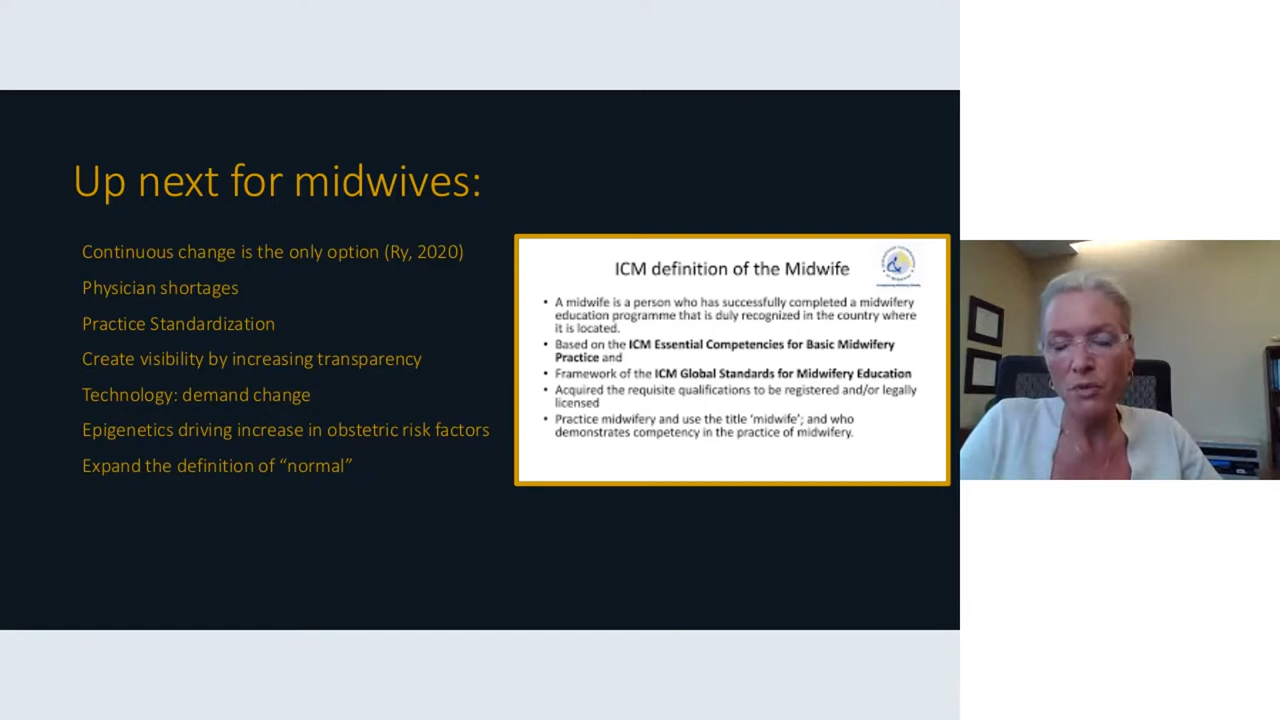 Up next for midwives:
Continuous change is the only option (Ry, 2020)
Physician shortages
Practice Standardization
Create visibility by increasing transparency
Technology: demand change
Epigenetics driving increase in obstetric risk factors
Expand the definition of “normal”
ICM definition of the Midwife
• A midwife is a person who has successfully completed a midwifery
education programme that is duly recognized in the country where
it is located.
• Based on the ICM Essential Competencies for Basic Midwifery
Practice and
• Framework of the ICM Global Standards for Midwifery Education
• Acquired the requisite qualifications to be registered and/or legally
licensed
• Practice midwifery and use the title ‘midwife’; and who
demonstrates competency in the practice of midwifery.